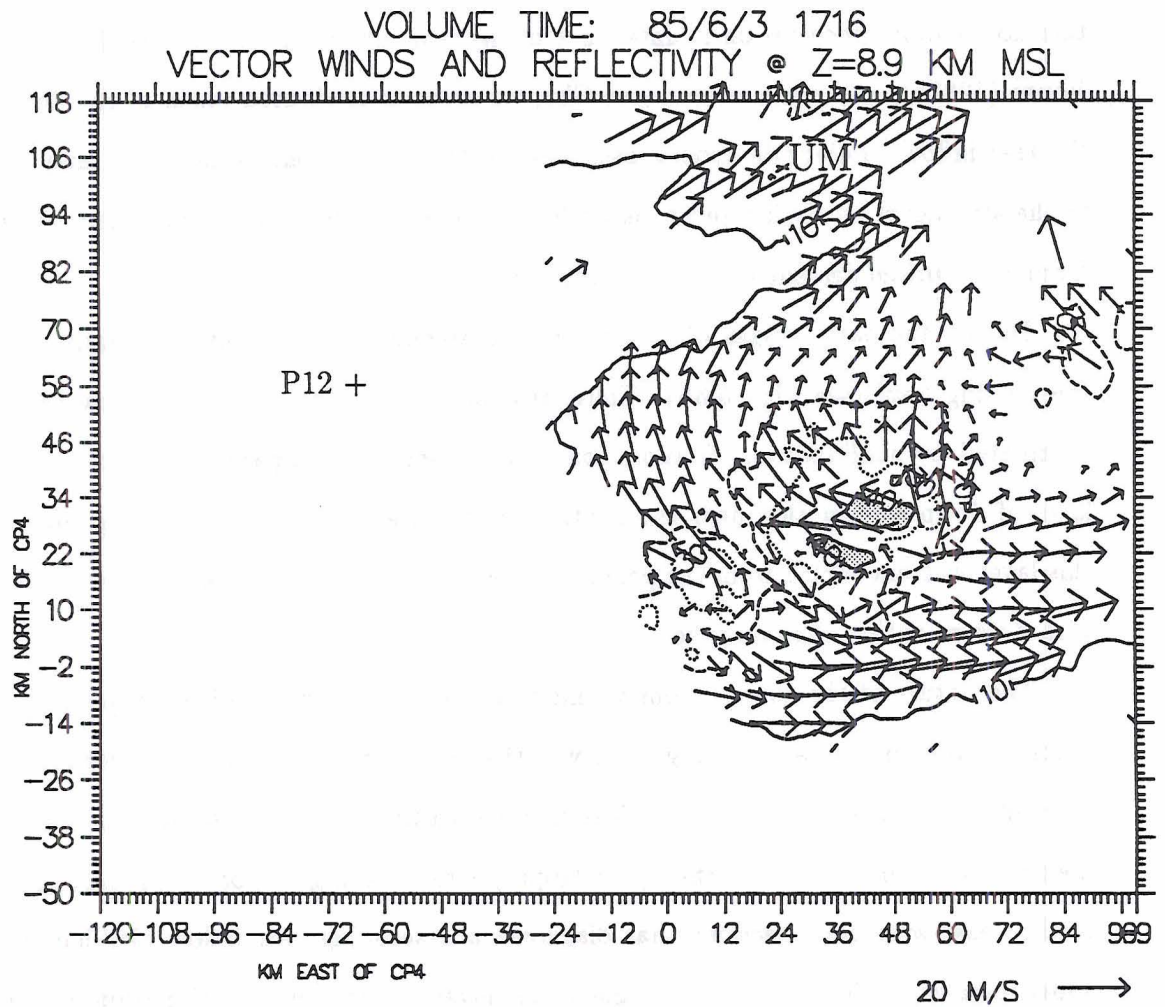 VOLUME TIME: 85/6/3 1716
VECTOR WINDS AND REFLECTIVITY @ Z=8.9 KM MSL
118
106
94
82
70
58
46
34
22
10
-2
-14
-26
-38
-50
KM NORTH OF CP4
UM
10
20
P12 +
10
-120 -108 -96 -84 -72 -60 -48 -36 -24 -12 0 12 24 36 48 60 72 84 96 99
KM EAST OF CP4
20 M/S